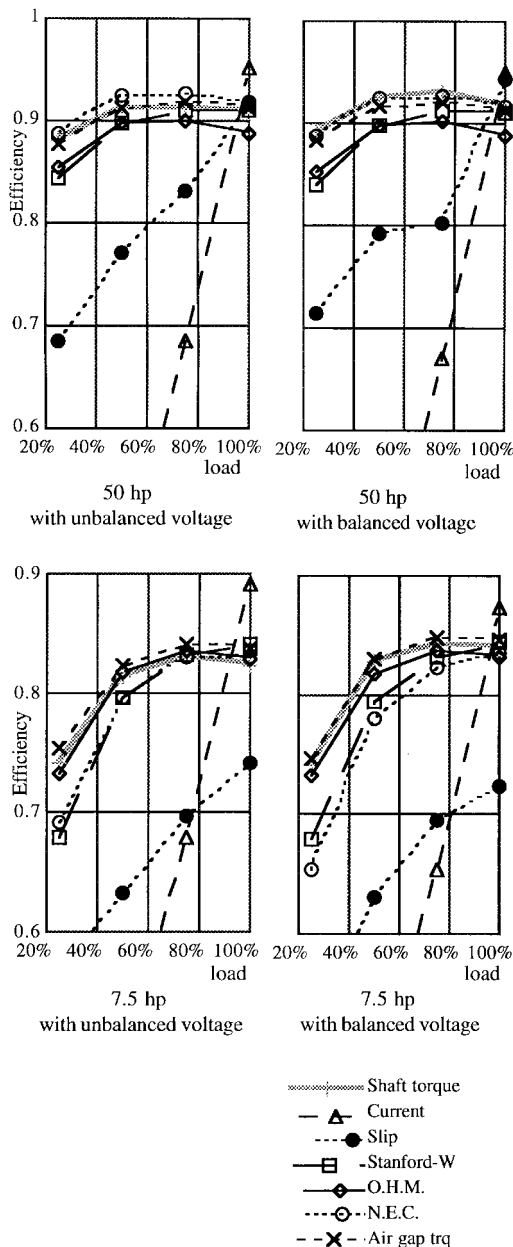 1
0.9
0.8
0.7
0.6
Efficiency
20% 40% 60% 80% 100%
load
50 hp
with unbalanced voltage
20% 40% 60% 80% 100%
load
50 hp
with balanced voltage
0.9
0.8
0.7
0.6
Efficiency
20% 40% 60% 80% 100%
load
7.5 hp
with unbalanced voltage
20% 40% 60% 80% 100%
load
7.5 hp
with balanced voltage
Shaft torque
Current
Slip
Stanford-W
O.H.M.
N.E.C.
Air gap trq